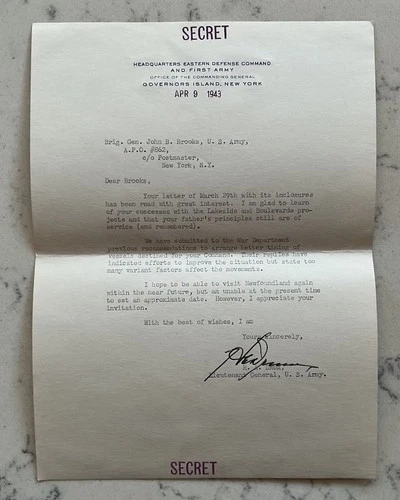 SECRET
HEADQUARTERS EASTERN DEFENSE COMMAND
AND FIRST ARMY
OFFICE OF THE COMMANDING GENERAL
GOVERNORS ISLAND, NEW YORK
APR 9 1943
Brig. Gen. John B. Brooks, U. S. Army,
A.P.O. #862,
c/o Postmaster,
New York, N.Y.
Dear Brooks,
Your letter of March 29th with its inclosures
has been read with great interest. I am glad to learn
of your successes with the Lakeside and Boulevards pro-
jects and that your father's principles still are of
service (and remembered).
We have submitted to the War Department
previous recommendations to arrange better timing of
vessels destined for your Command. Their replies have
indicated efforts to improve the situation but state too
many variant factors affect the movements.
I hope to be able to visit Newfoundland again
within the near future, but am unable at the present time
to set an approximate date. However, I appreciate your
invitation.
With the best of wishes, I am
Yours sincerely,
Lieutenant General, U. S. Army.
SECRET